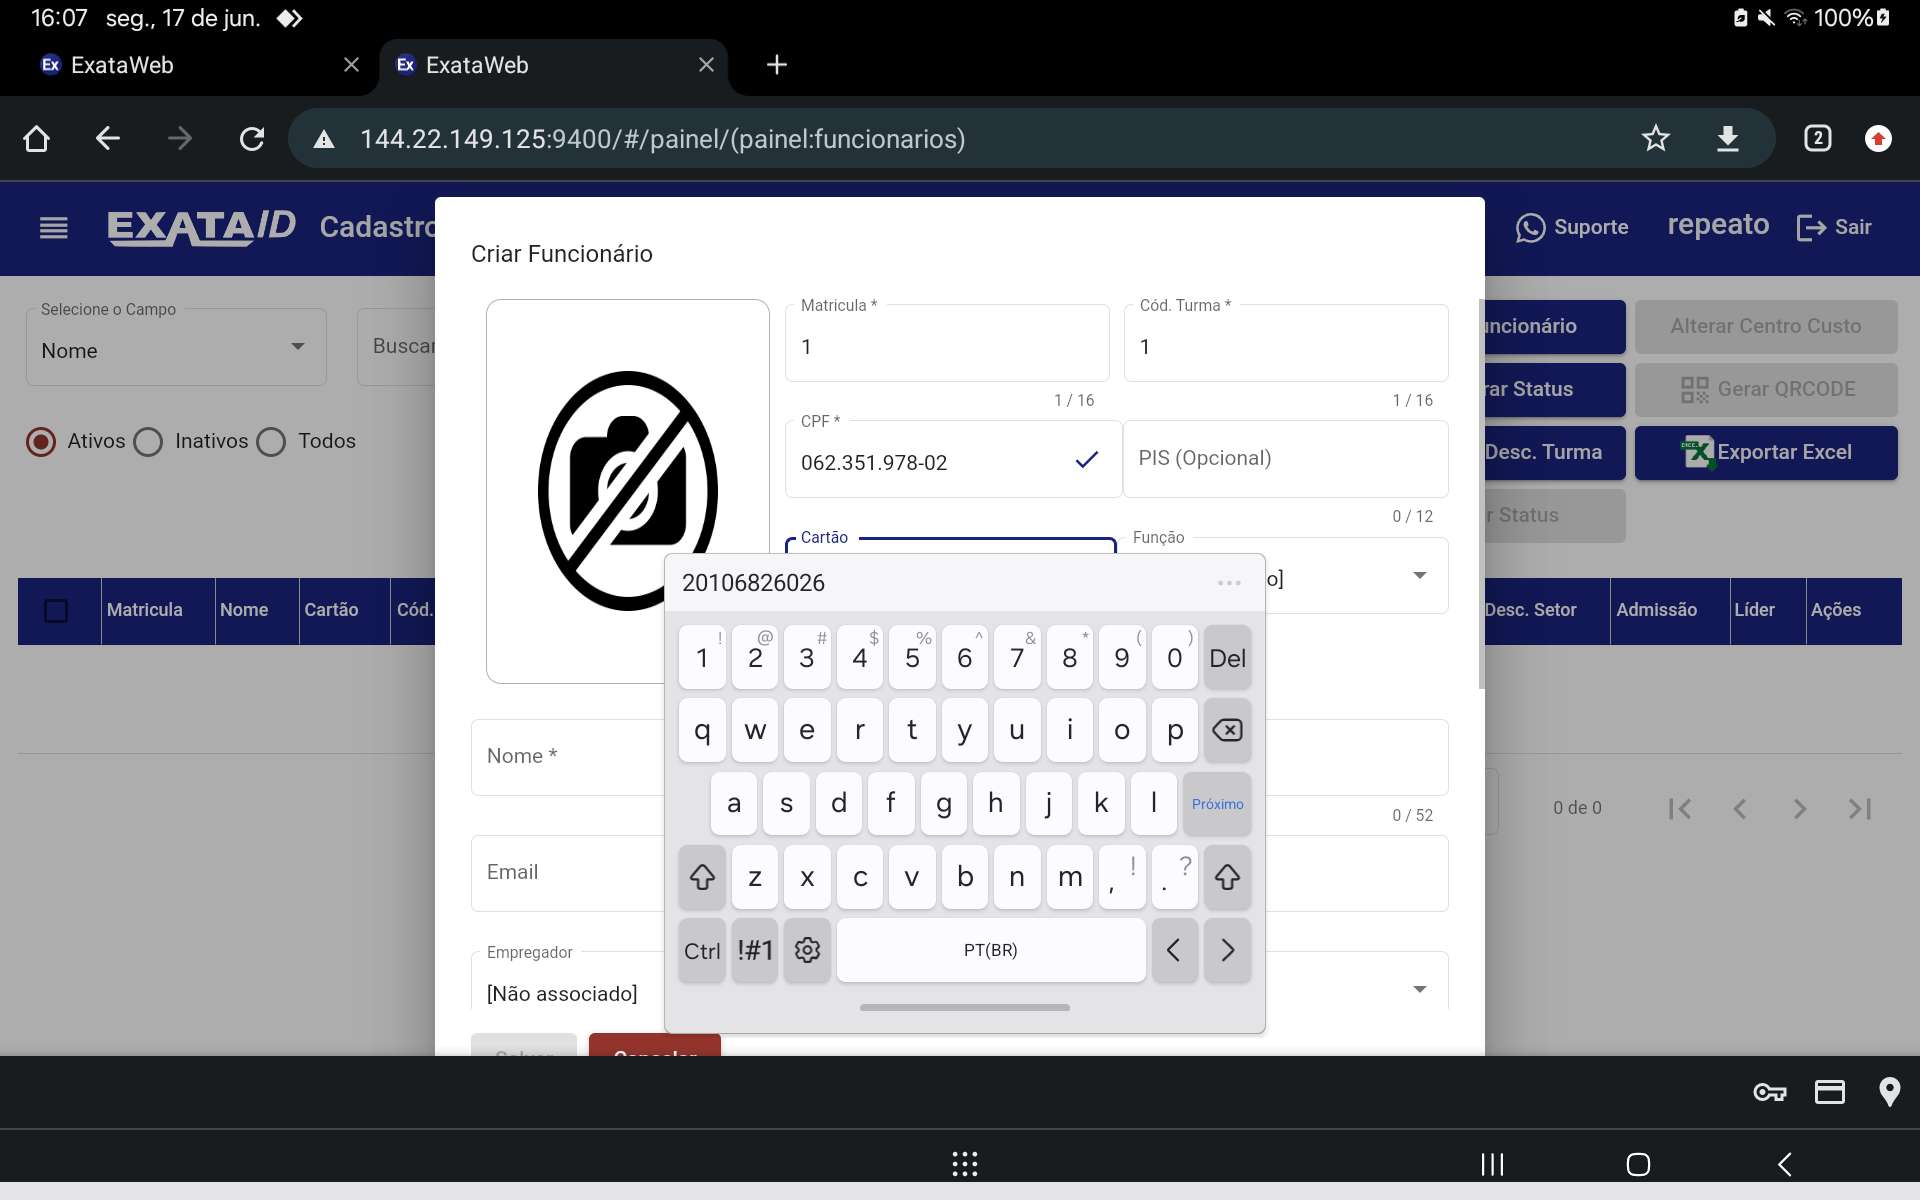 16:07 seg., 17 de jun. 100%
Ex ExataWeb Ex ExataWeb
144.22.149.125:9400/#/painel/(painel:funcionarios) 2
EXATA/ID Cadastro Suporte repeato Sair
Criar Funcionário
Selecione o Campo
Nome
Buscar
Ativos Inativos Todos
Matricula *
1
1 / 16
Cód. Turma *
1
1 / 16
CPF *
062.351.978-02
PIS (Opcional)
0 / 12
Cartão
Função
o]
uncionário Alterar Centro Custo
rar Status Gerar QRCODE
Desc. Turma Exportar Excel
r Status
Matricula Nome Cartão Cód. Desc. Setor Admissão Líder Ações
Nome *
0 / 52
0 de 0
Email
Empregador
[Não associado]
20106826026 ...
! @ # $ % ^ & * ( )
1 2 3 4 5 6 7 8 9 0 Del
q w e r t y u i o p
a s d f g h j k l Próximo
z x c v b n m , ! . ?
Ctrl !#1 PT(BR) < >
Salvar Cancelar